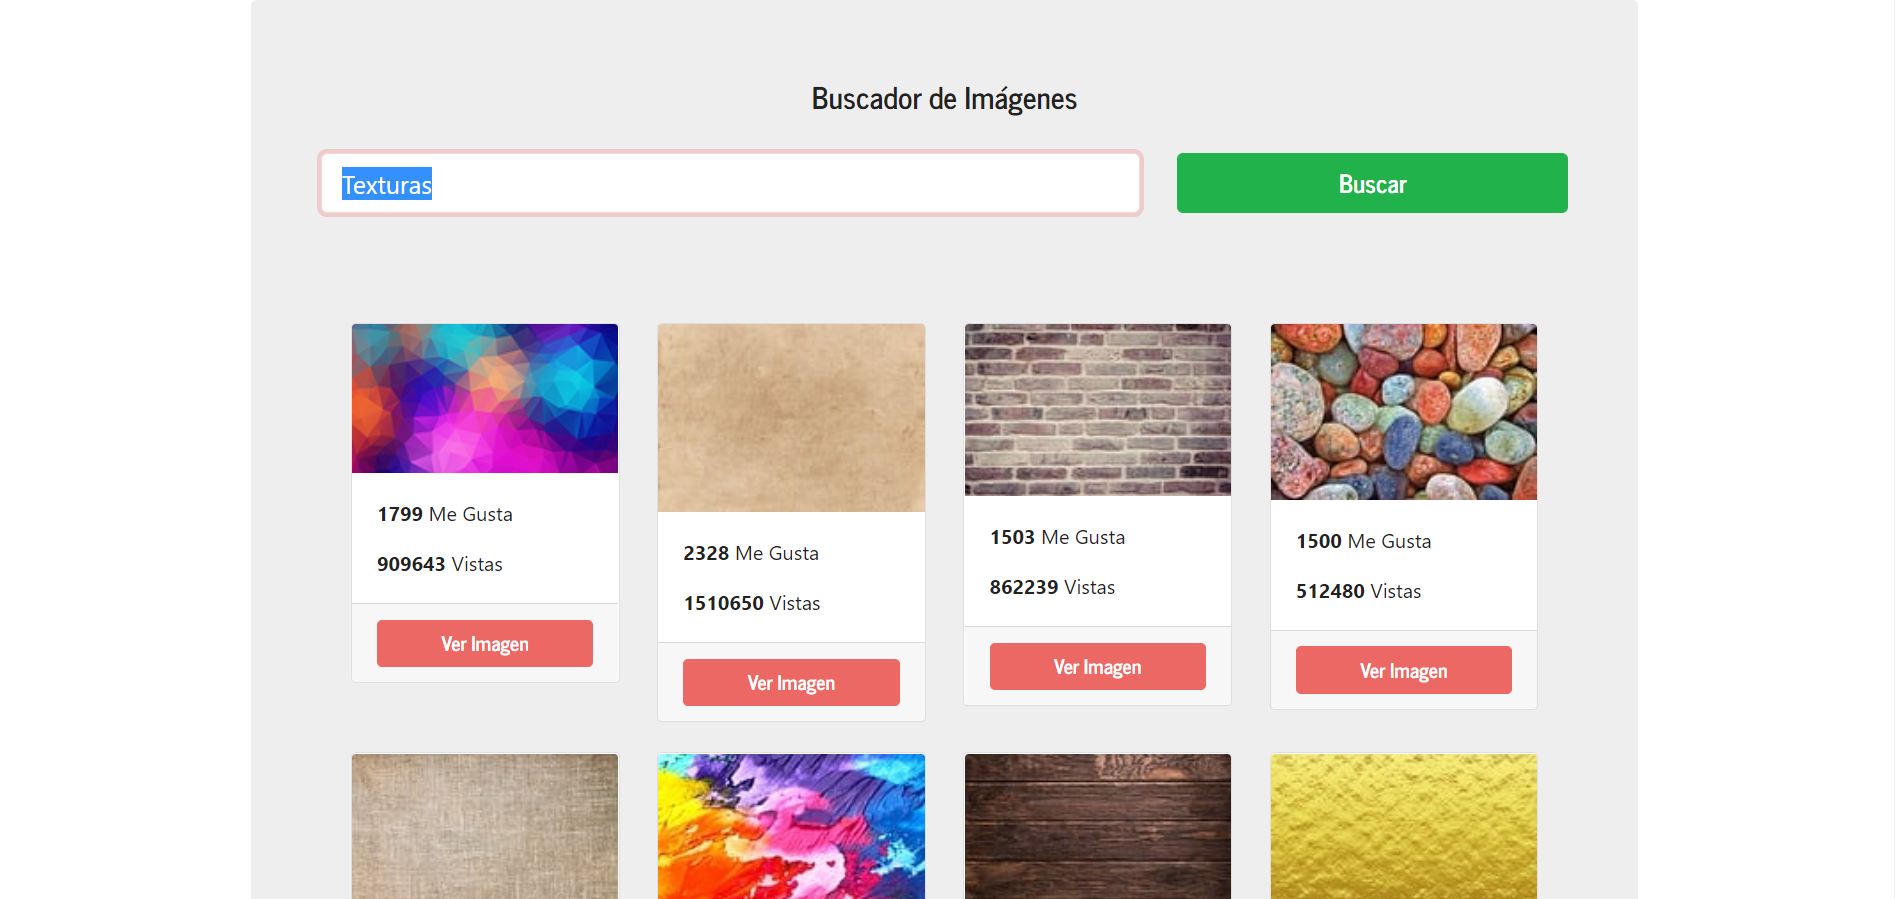 Buscador de Imágenes
Texturas
Buscar
1799 Me Gusta
909643 Vistas
Ver Imagen
2328 Me Gusta
1510650 Vistas
Ver Imagen
1503 Me Gusta
862239 Vistas
Ver Imagen
1500 Me Gusta
512480 Vistas
Ver Imagen